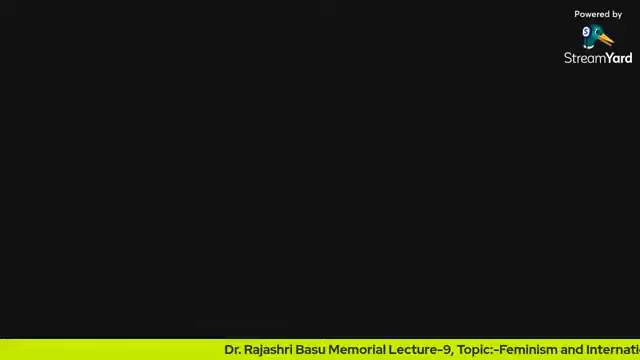 Powered by
StreamYard
Dr. Rajashri Basu Memorial Lecture-9, Topic:-Feminism and Internati